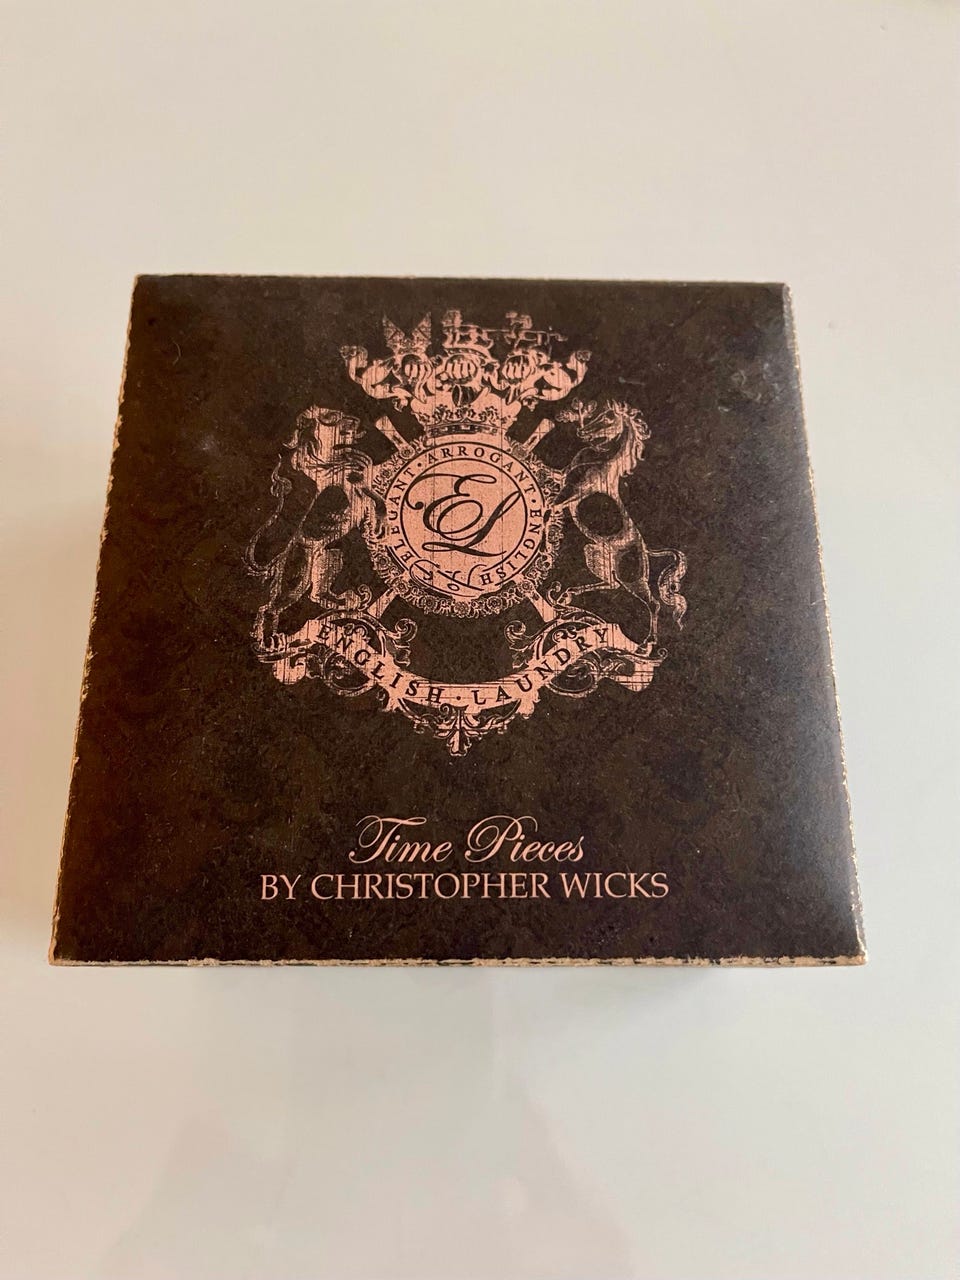 ELEGANT · ARROGANT · ENGLISH
EL
ENGLISH · LAUNDRY
Time Pieces
BY CHRISTOPHER WICKS